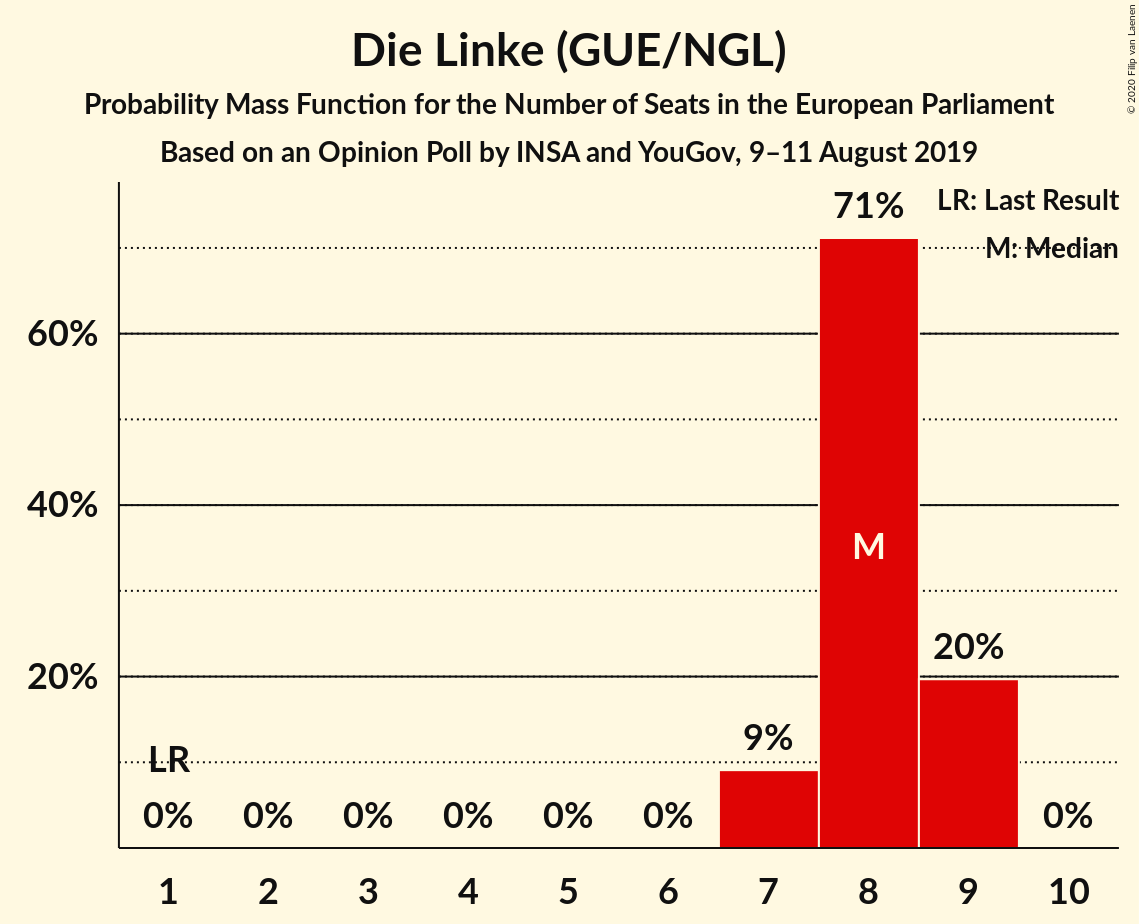 Die Linke (GUE/NGL)
Probability Mass Function for the Number of Seats in the European Parliament
Based on an Opinion Poll by INSA and YouGov, 9–11 August 2019
© 2020 Filip van Laenen
LR: Last Result
M: Median
71%
60%
40%
M
20%
20%
9%
LR
0% 0% 0% 0% 0% 0% 0%
1 2 3 4 5 6 7 8 9 10